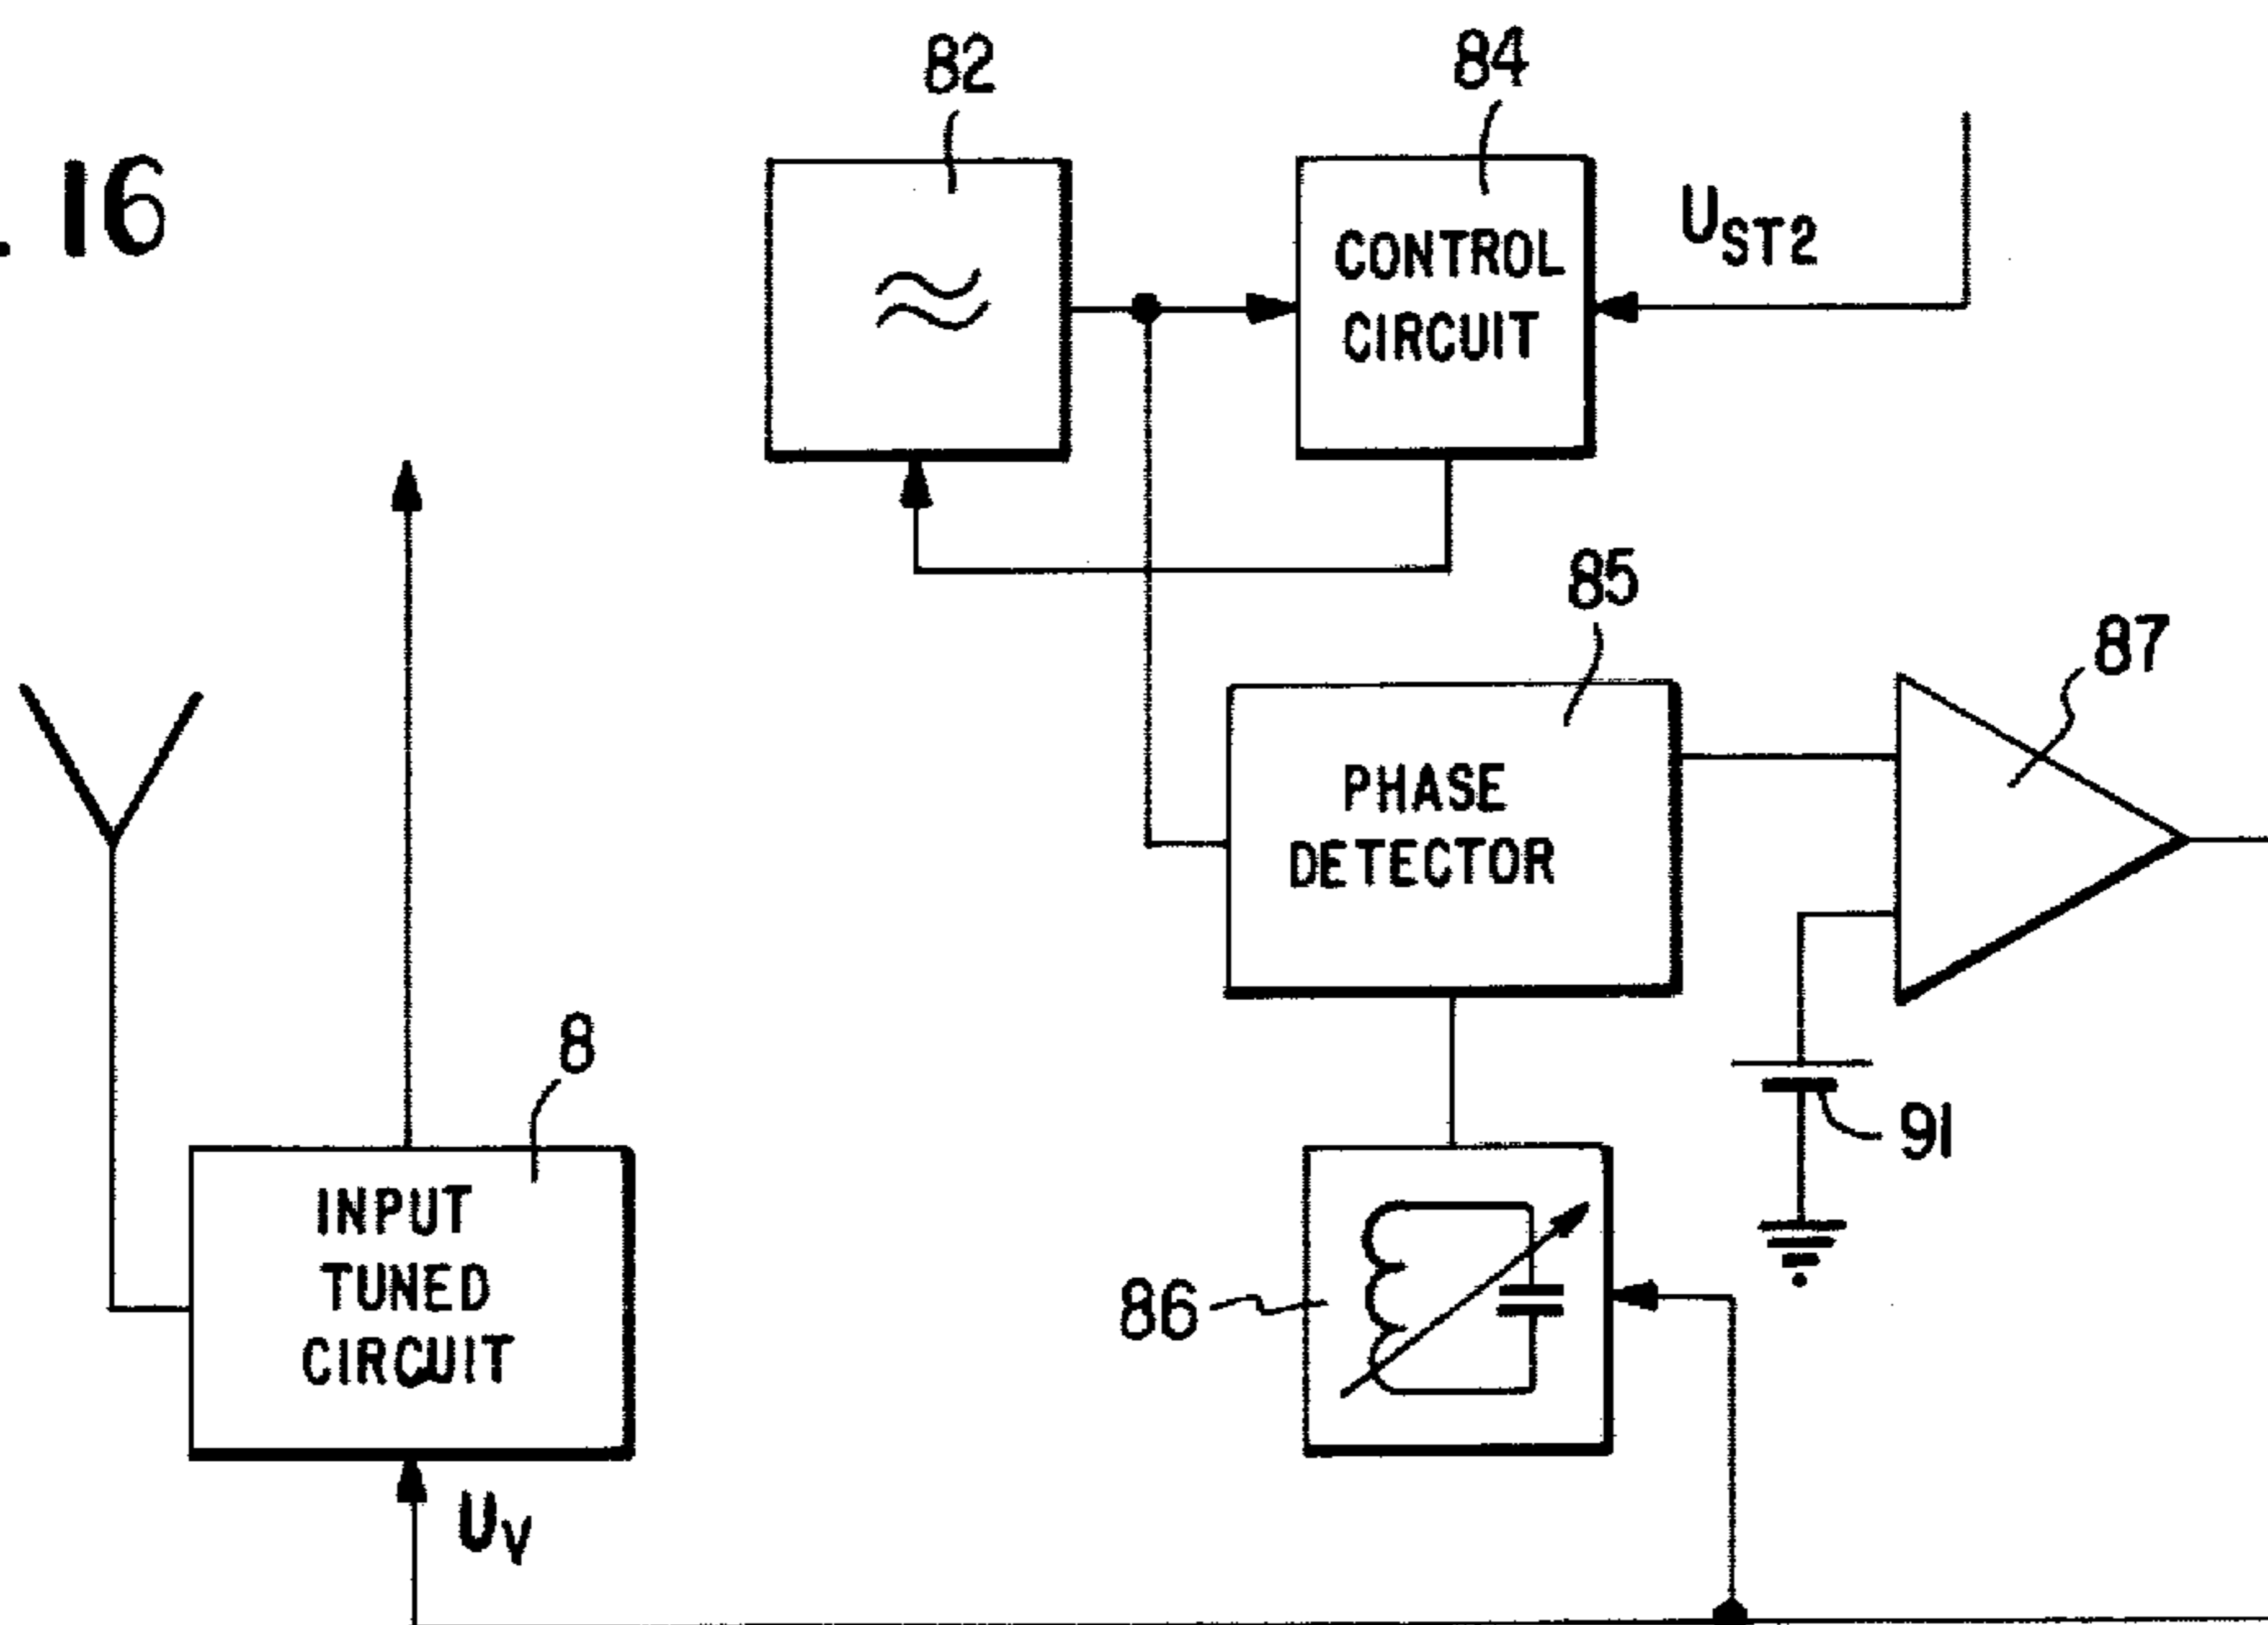 . 16
82
84
CONTROL
CIRCUIT
UST2
85
87
PHASE
DETECTOR
8
91
INPUT
TUNED
CIRCUIT
86
UV